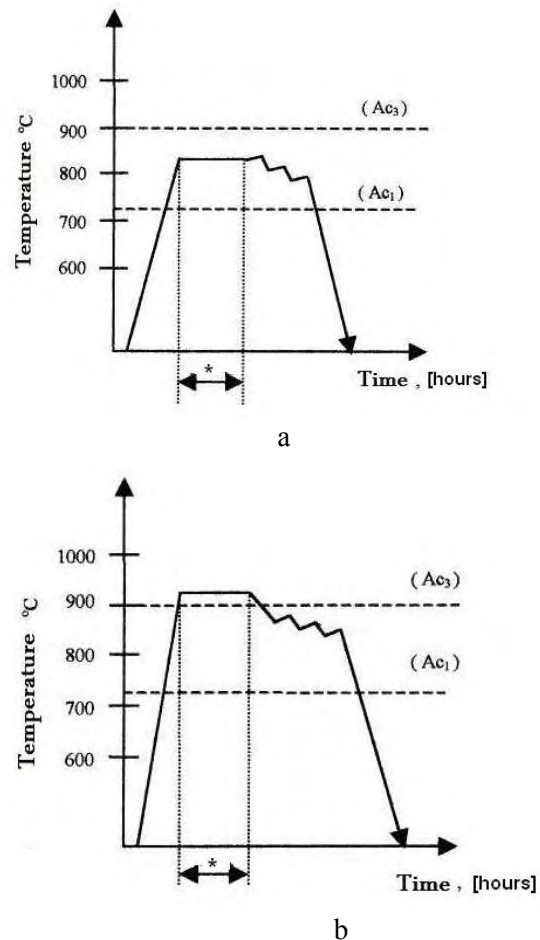 Temperature °C
1000
900
800
700
600
(Ac₃)
(Ac₁)
*
Time , [hours]
a
Temperature °C
1000
900
800
700
600
(Ac₃)
(Ac₁)
*
Time , [hours]
b